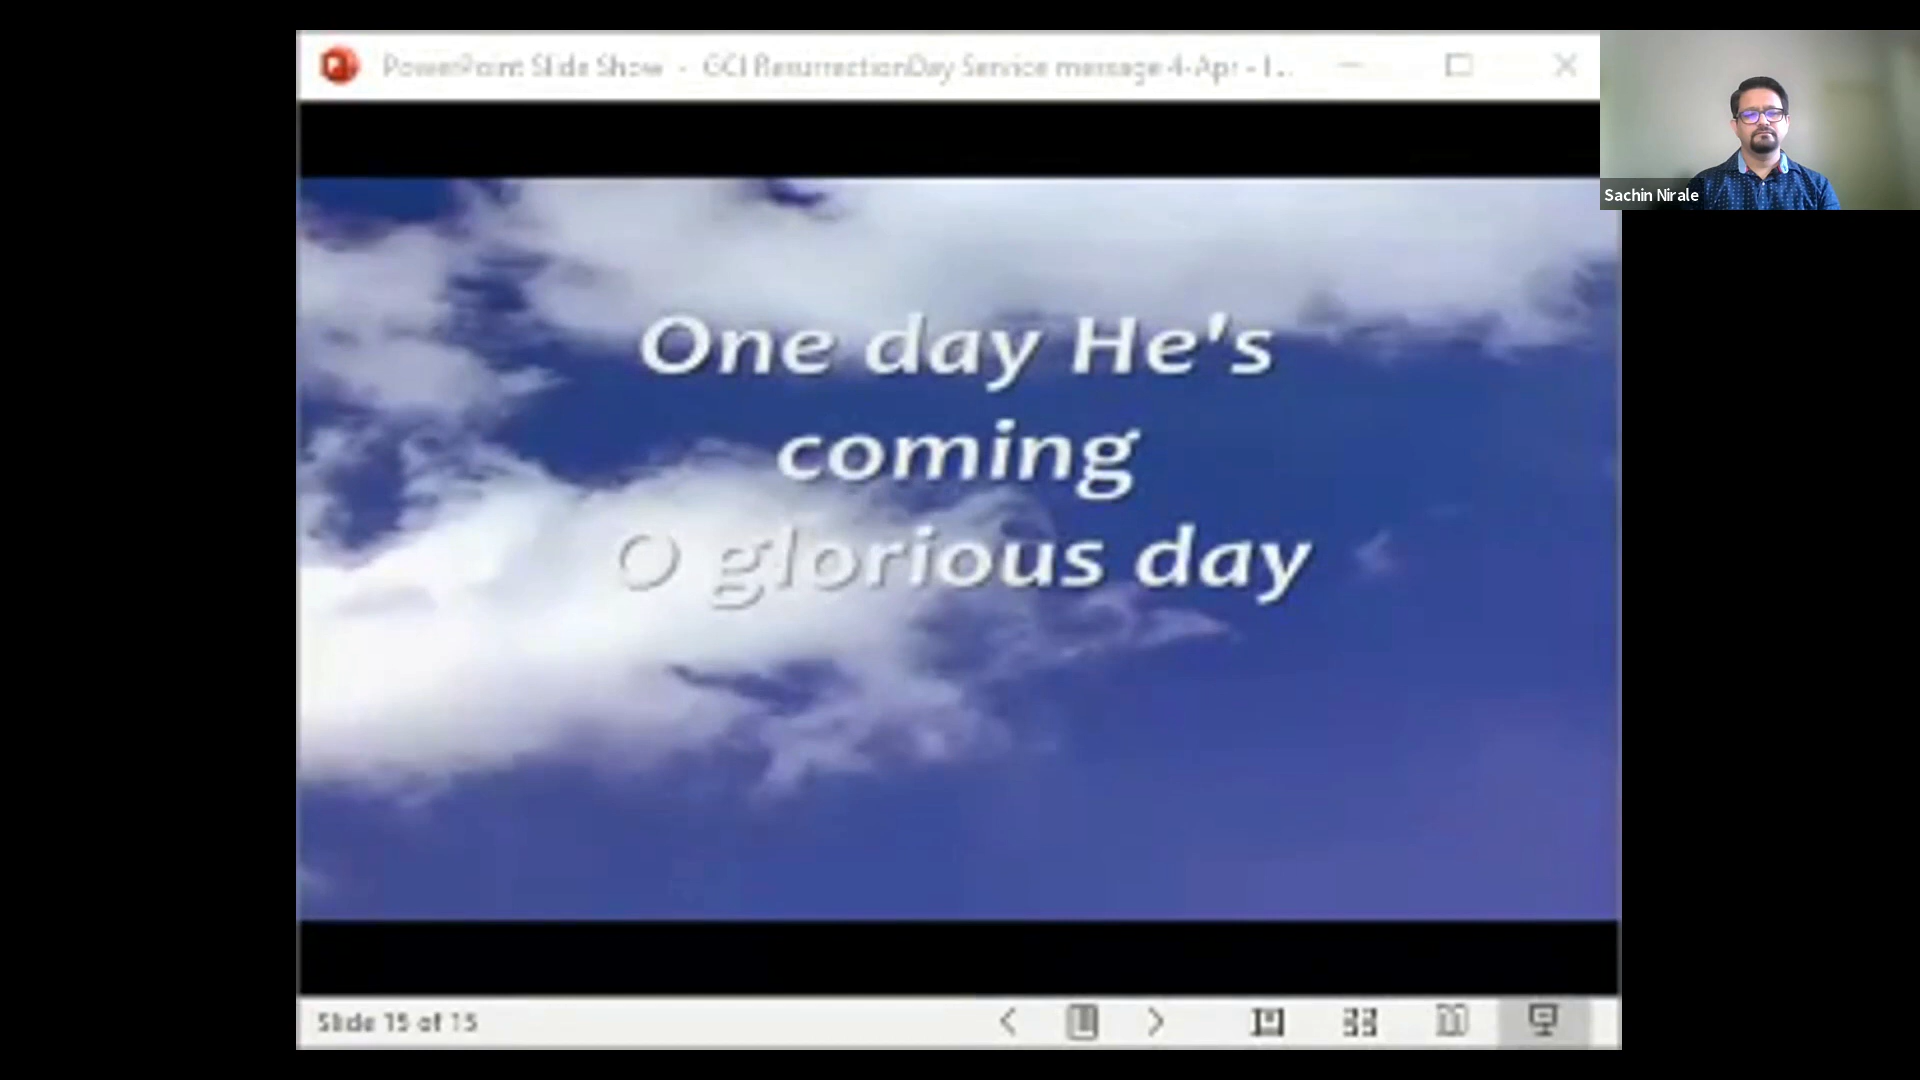 PowerPoint Slide Show - GCI ResurrectionDay Service message 4-Apr - I...
Sachin Nirale
One day He's
coming
O glorious day
Slide 15 of 15